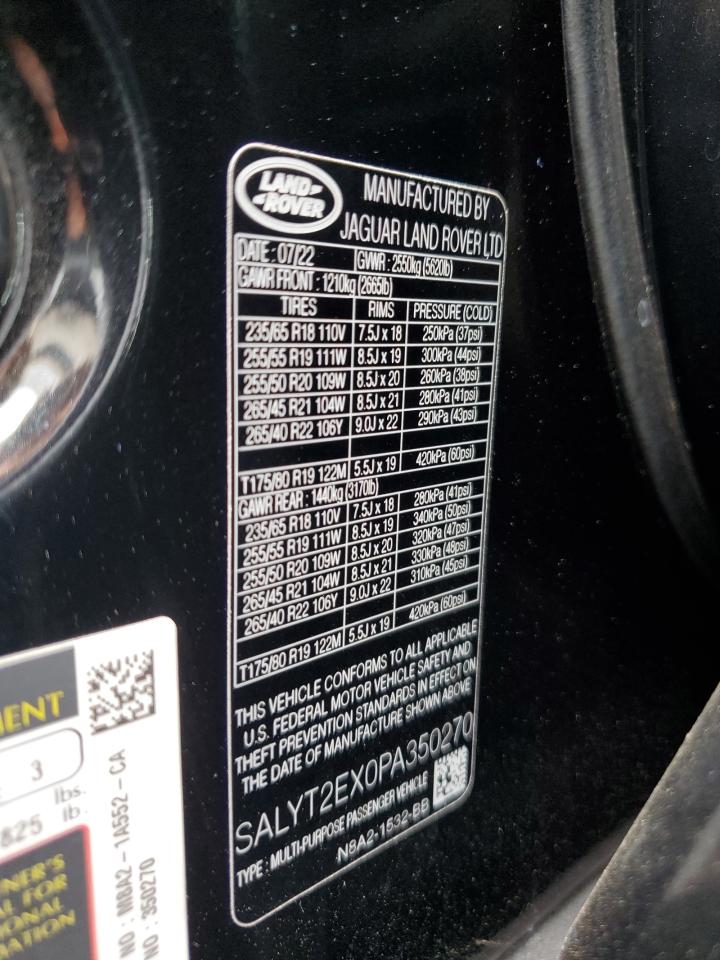 LAND-
-ROVER
MANUFACTURED BY
JAGUAR LAND ROVER LTD
DATE : 07/22 GVWR : 2550kg (5620lb)
GAWR FRONT : 1210kg (2665lb)
TIRES RIMS PRESSURE (COLD)
235/65 R18 110V 7.5J x 18 250kPa (37psi)
255/55 R19 111W 8.5J x 19 300kPa (44psi)
255/50 R20 109W 8.5J x 20 260kPa (38psi)
265/45 R21 104W 8.5J x 21 280kPa (41psi)
265/40 R22 106Y 9.0J x 22 290kPa (43psi)
T175/80 R19 122M 5.5J x 19 420kPa (60psi)
GAWR REAR : 1440kg (3170lb)
235/65 R18 110V 7.5J x 18 280kPa (41psi)
255/55 R19 111W 8.5J x 19 340kPa (50psi)
255/50 R20 109W 8.5J x 20 320kPa (47psi)
265/45 R21 104W 8.5J x 21 330kPa (48psi)
265/40 R22 106Y 9.0J x 22 310kPa (45psi)
T175/80 R19 122M 5.5J x 19 420kPa (60psi)
THIS VEHICLE CONFORMS TO ALL APPLICABLE
U.S. FEDERAL MOTOR VEHICLE SAFETY AND
THEFT PREVENTION STANDARDS IN EFFECT ON
THE DATE OF MANUFACTURE SHOWN ABOVE
SALYT2EX0PA350270
TYPE : MULTI-PURPOSE PASSENGER VEHICLE
N8A2-1532-BB
MENT
3
lbs.
825 lb
NER'S
AL FOR
IONAL
MATION
NO : M8A2-1A552-CA
NO : 350270